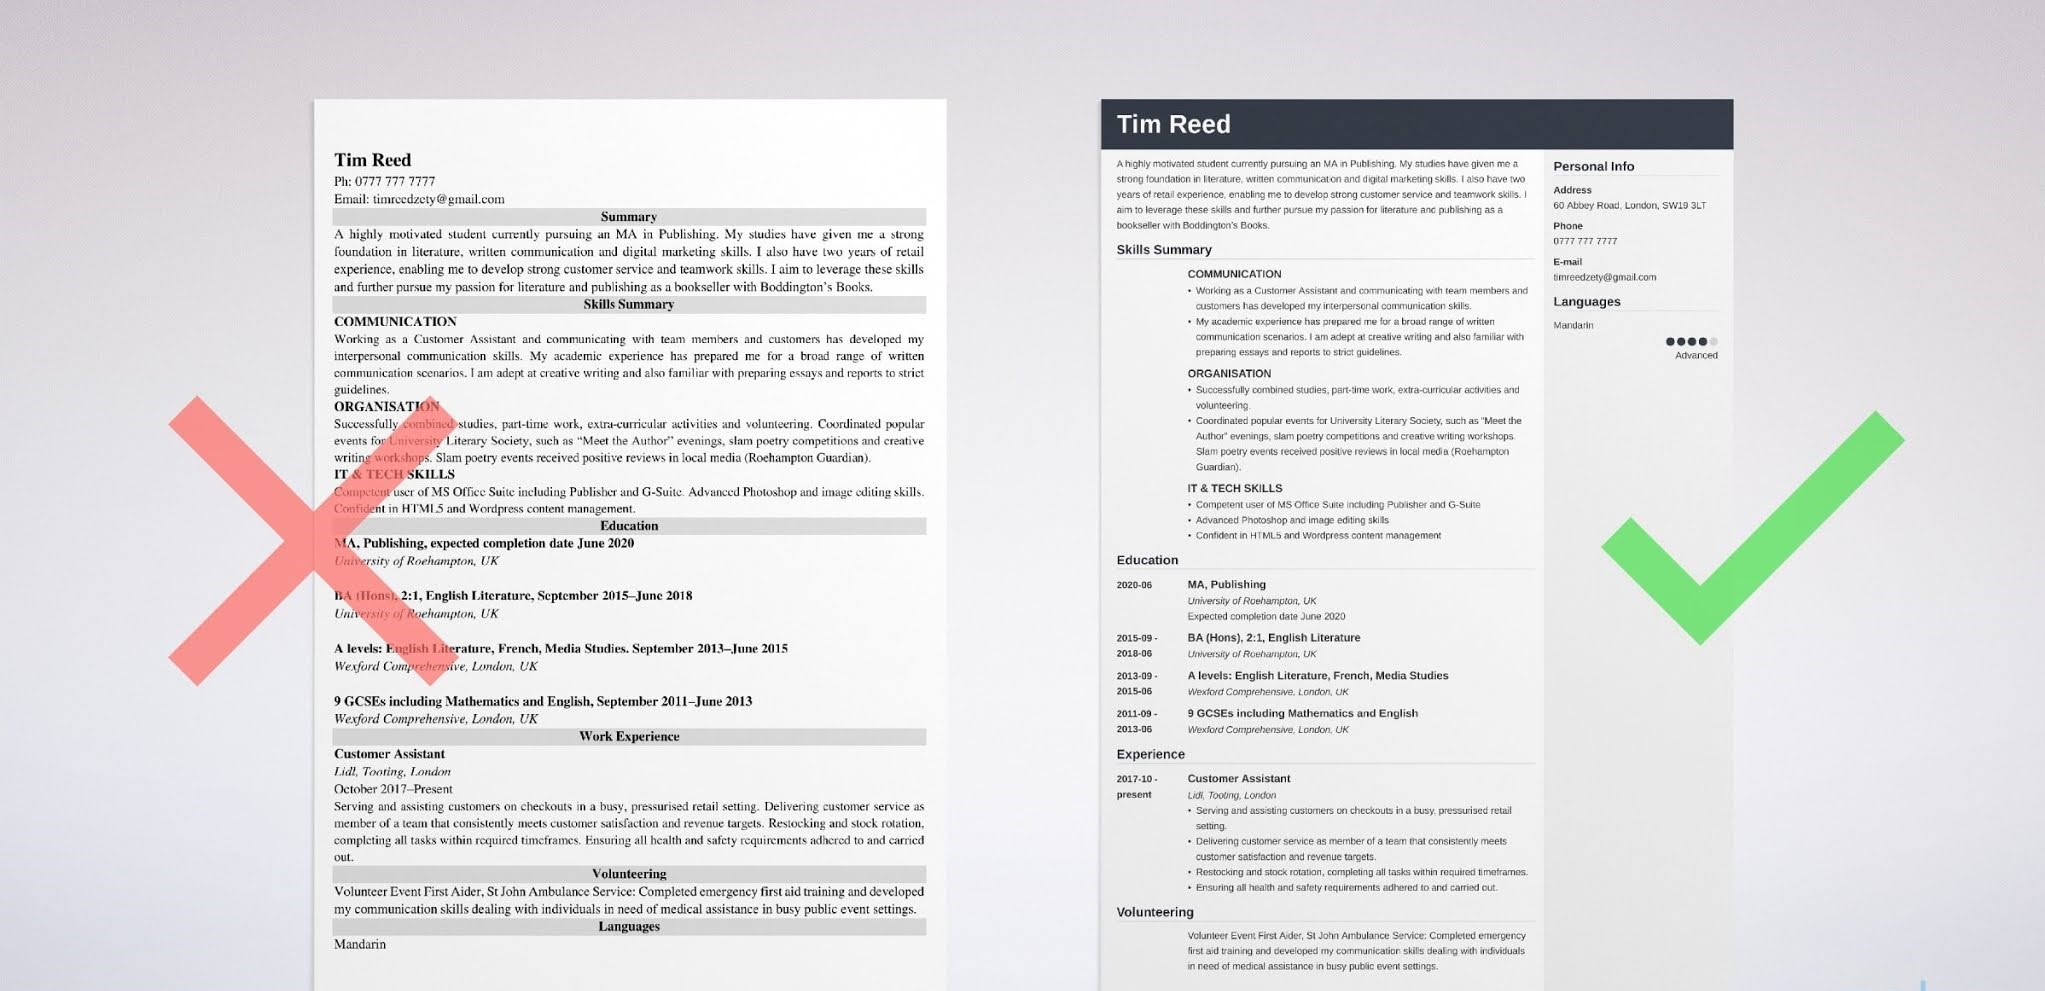 Tim Reed
Ph: 0777 777 7777
Email: timreedzety@gmail.com
Summary
A highly motivated student currently pursuing an MA in Publishing. My studies have given me a strong
foundation in literature, written communication and digital marketing skills. I also have two years of retail
experience, enabling me to develop strong customer service and teamwork skills. I aim to leverage these skills
and further pursue my passion for literature and publishing as a bookseller with Boddington's Books.
Skills Summary
COMMUNICATION
Working as a Customer Assistant and communicating with team members and customers has developed my
interpersonal communication skills. My academic experience has prepared me for a broad range of written
communication scenarios. I am adept at creative writing and also familiar with preparing essays and reports to strict
guidelines.
ORGANISATION
Successfully combined studies, part-time work, extra-curricular activities and volunteering. Coordinated popular
events for University Literary Society, such as “Meet the Author” evenings, slam poetry competitions and creative
writing workshops. Slam poetry events received positive reviews in local media (Roehampton Guardian).
IT & TECH SKILLS
Competent user of MS Office Suite including Publisher and G-Suite. Advanced Photoshop and image editing skills.
Confident in HTML5 and Wordpress content management.
Education
MA, Publishing, expected completion date June 2020
University of Roehampton, UK
BA (Hons), 2:1, English Literature, September 2015–June 2018
University of Roehampton, UK
A levels: English Literature, French, Media Studies. September 2013–June 2015
Wexford Comprehensive, London, UK
9 GCSEs including Mathematics and English, September 2011–June 2013
Wexford Comprehensive, London, UK
Work Experience
Customer Assistant
Lidl, Tooting, London
October 2017–Present
Serving and assisting customers on checkouts in a busy, pressurised retail setting. Delivering customer service as
member of a team that consistently meets customer satisfaction and revenue targets. Restocking and stock rotation,
completing all tasks within required timeframes. Ensuring all health and safety requirements adhered to and carried
out.
Volunteering
Volunteer Event First Aider, St John Ambulance Service: Completed emergency first aid training and developed
my communication skills dealing with individuals in need of medical assistance in busy public event settings.
Languages
Mandarin
Tim Reed
A highly motivated student currently pursuing an MA in Publishing. My studies have given me a
strong foundation in literature, written communication and digital marketing skills. I also have two
years of retail experience, enabling me to develop strong customer service and teamwork skills. I
aim to leverage these skills and further pursue my passion for literature and publishing as a
bookseller with Boddington's Books.
Skills Summary
COMMUNICATION
• Working as a Customer Assistant and communicating with team members and
customers has developed my interpersonal communication skills.
• My academic experience has prepared me for a broad range of written
communication scenarios. I am adept at creative writing and also familiar with
preparing essays and reports to strict guidelines.
ORGANISATION
• Successfully combined studies, part-time work, extra-curricular activities and
volunteering.
• Coordinated popular events for University Literary Society, such as "Meet the
Author" evenings, slam poetry competitions and creative writing workshops.
Slam poetry events received positive reviews in local media (Roehampton
Guardian).
IT & TECH SKILLS
• Competent user of MS Office Suite including Publisher and G-Suite
• Advanced Photoshop and image editing skills
• Confident in HTML5 and Wordpress content management
Education
2020-06 MA, Publishing
University of Roehampton, UK
Expected completion date June 2020
2015-09 - BA (Hons), 2:1, English Literature
2018-06 University of Roehampton, UK
2013-09 - A levels: English Literature, French, Media Studies
2015-06 Wexford Comprehensive, London, UK
2011-09 - 9 GCSEs including Mathematics and English
2013-06 Wexford Comprehensive, London, UK
Experience
2017-10 - Customer Assistant
present Lidl, Tooting, London
• Serving and assisting customers on checkouts in a busy, pressurised retail
setting.
• Delivering customer service as member of a team that consistently meets
customer satisfaction and revenue targets.
• Restocking and stock rotation, completing all tasks within required timeframes.
• Ensuring all health and safety requirements adhered to and carried out.
Volunteering
Volunteer Event First Aider, St John Ambulance Service: Completed emergency
first aid training and developed my communication skills dealing with individuals
in need of medical assistance in busy public event settings.
Personal Info
Address
60 Abbey Road, London, SW19 3LT
Phone
0777 777 7777
E-mail
timreedzety@gmail.com
Languages
Mandarin
Advanced